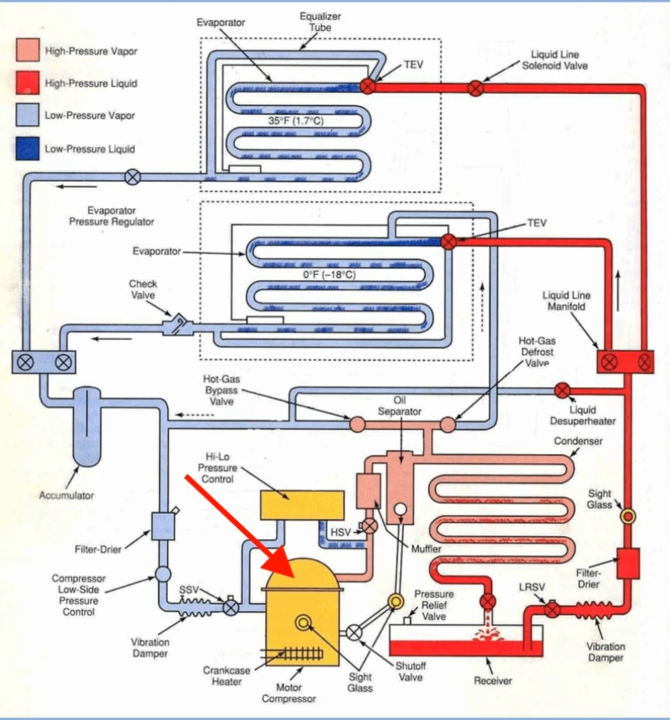 Evaporator
Equalizer
Tube
High-Pressure Vapor
High-Pressure Liquid
Low-Pressure Vapor
Low-Pressure Liquid
TEV
Liquid Line
Solenoid Valve
35°F (1.7°C)
Evaporator
Pressure Regulator
TEV
Evaporator
0°F (–18°C)
Check
Valve
Liquid Line
Manifold
Hot-Gas
Defrost
Valve
Hot-Gas
Bypass
Valve
Oil
Separator
Liquid
Desuperheater
Condenser
Accumulator
Hi-Lo
Pressure
Control
Sight
Glass
HSV
Muffler
Filter-Drier
Filter-
Drier
Compressor
Low-Side
Pressure
Control
SSV
Pressure
Relief
Valve
LRSV
Vibration
Damper
Vibration
Damper
Crankcase
Heater
Motor
Compressor
Sight
Glass
Shutoff
Valve
Receiver